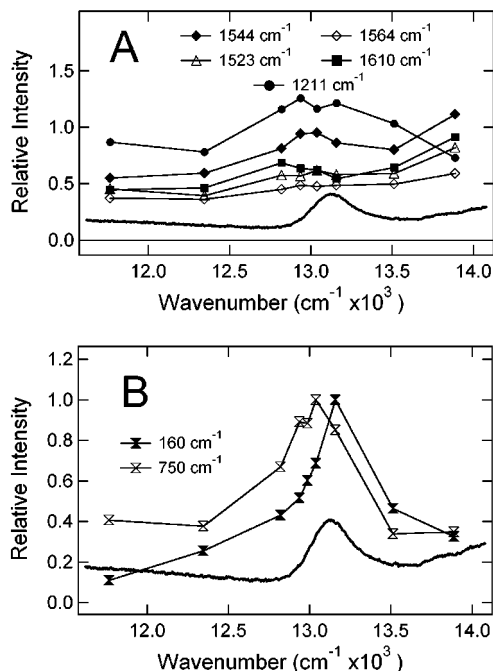 A
1544 cm-1
1564 cm-1
1523 cm-1
1610 cm-1
1211 cm-1
Relative Intensity
1.5
1.0
0.5
0.0
12.0 12.5 13.0 13.5 14.0
Wavenumber (cm-1 x10³)
B
160 cm-1
750 cm-1
Relative Intensity
1.2
1.0
0.8
0.6
0.4
0.2
0.0
12.0 12.5 13.0 13.5 14.0
Wavenumber (cm-1 x10³)